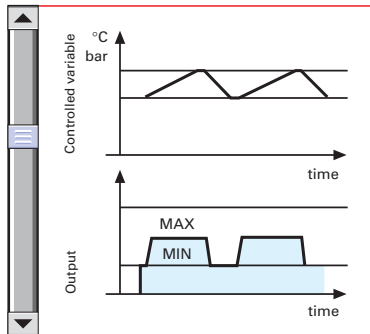 °C
bar
Controlled variable
time
MAX
MIN
Output
time